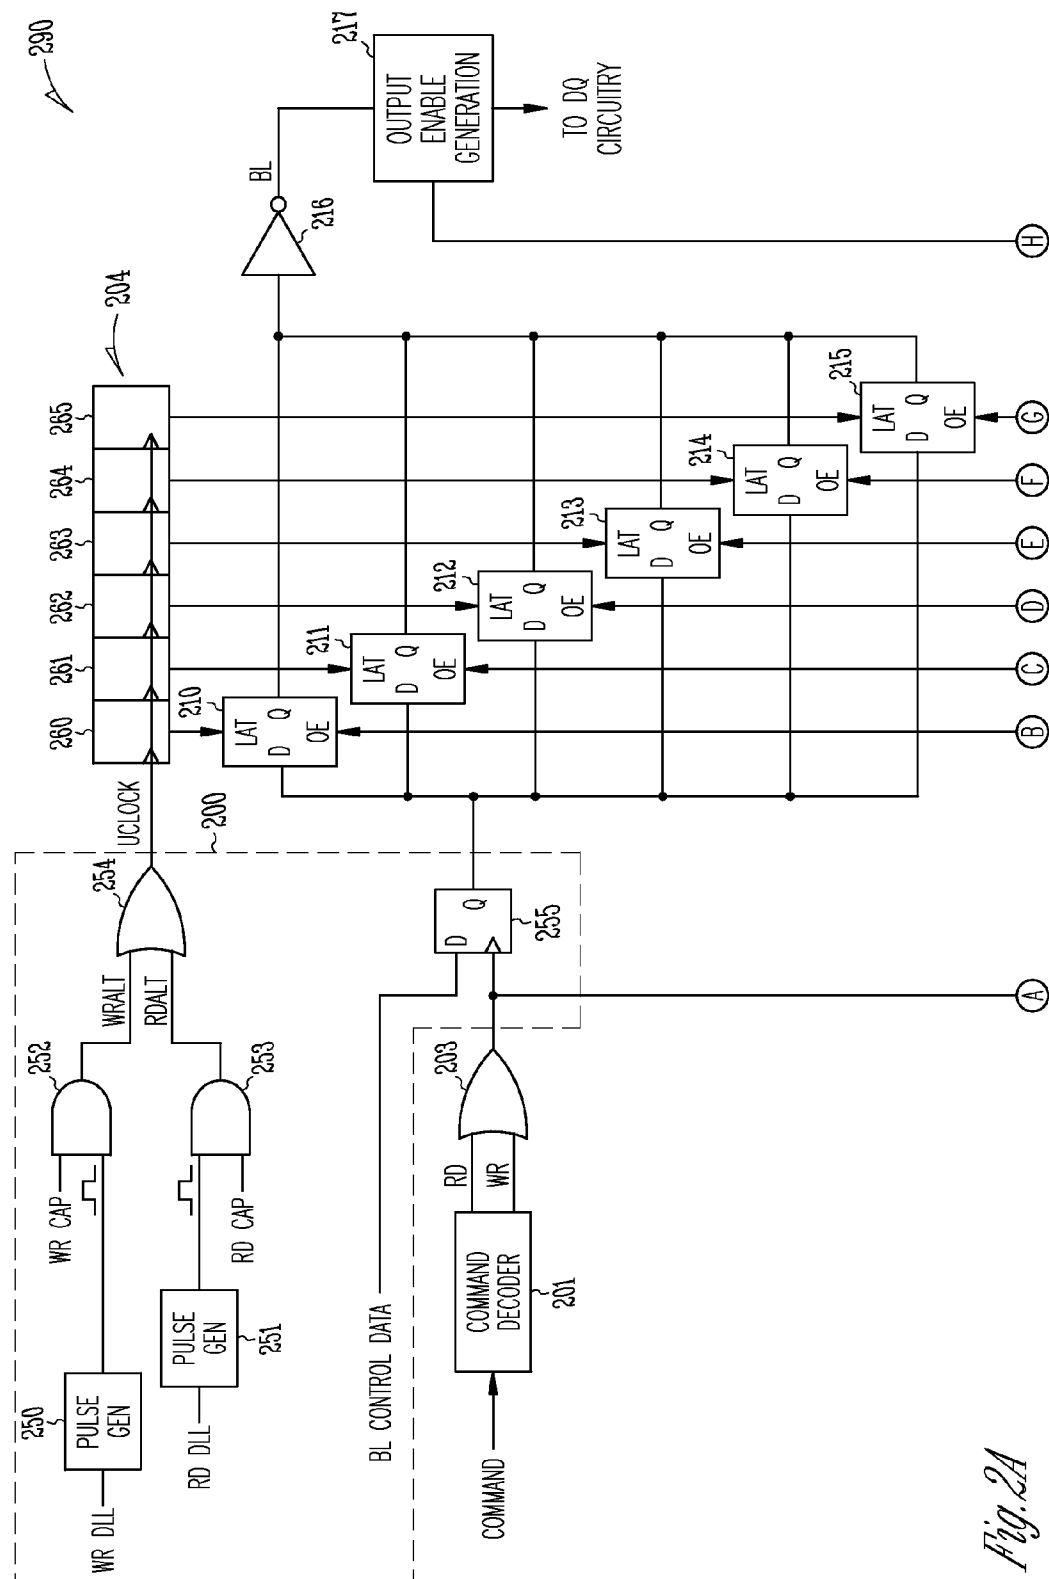 290
217
OUTPUT
ENABLE
GENERATION
TO DQ
CIRCUITRY
BL
216
H
204
260
261
262
263
264
265
UCLOCK
200
254
WRALT
RDALT
252
253
WR CAP
RD CAP
250
PULSE
GEN
WR DLL
PULSE
GEN
251
RD DLL
210
LAT
D Q
OE
211
LAT
D Q
OE
212
LAT
D Q
OE
213
LAT
D Q
OE
214
LAT
D Q
OE
215
LAT
D Q
OE
D Q
255
BL CONTROL DATA
203
RD
WR
COMMAND
DECODER
201
COMMAND
A
B
C
D
E
F
G
Fig. 2A